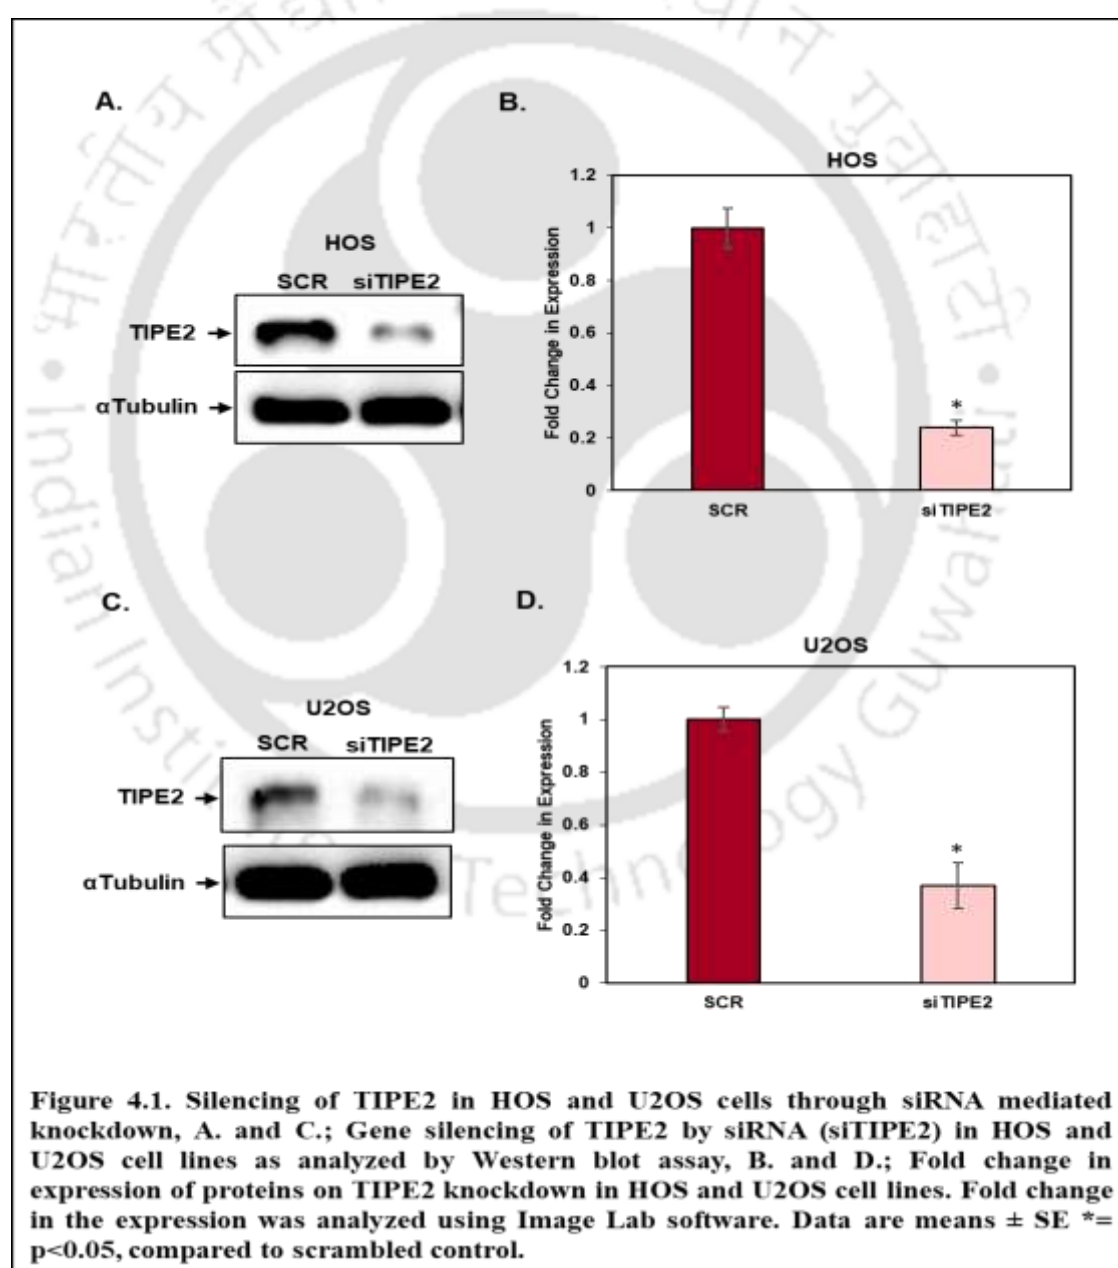 भारतीय प्रौद्योगिकी संस्थान गुवाहाटी
Indian Institute of Technology Guwahati
A.
HOS
SCR siTIPE2
TIPE2
αTubulin
B.
HOS
Fold Change in Expression
1.2
1
0.8
0.6
0.4
0.2
0
*
SCR siTIPE2
C.
U2OS
SCR siTIPE2
TIPE2
αTubulin
D.
U2OS
Fold Change in Expression
1.2
1
0.8
0.6
0.4
0.2
0
*
SCR siTIPE2
Figure 4.1. Silencing of TIPE2 in HOS and U2OS cells through siRNA mediated
knockdown, A. and C.; Gene silencing of TIPE2 by siRNA (siTIPE2) in HOS and
U2OS cell lines as analyzed by Western blot assay, B. and D.; Fold change in
expression of proteins on TIPE2 knockdown in HOS and U2OS cell lines. Fold change
in the expression was analyzed using Image Lab software. Data are means ± SE *=
p<0.05, compared to scrambled control.